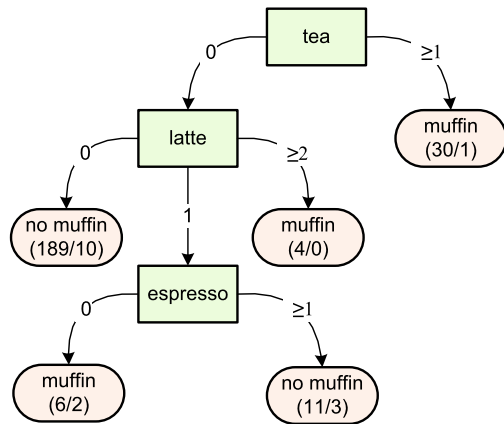 tea
0
≥1
muffin
(30/1)
latte
0
≥2
1
no muffin
(189/10)
muffin
(4/0)
espresso
0
≥1
muffin
(6/2)
no muffin
(11/3)